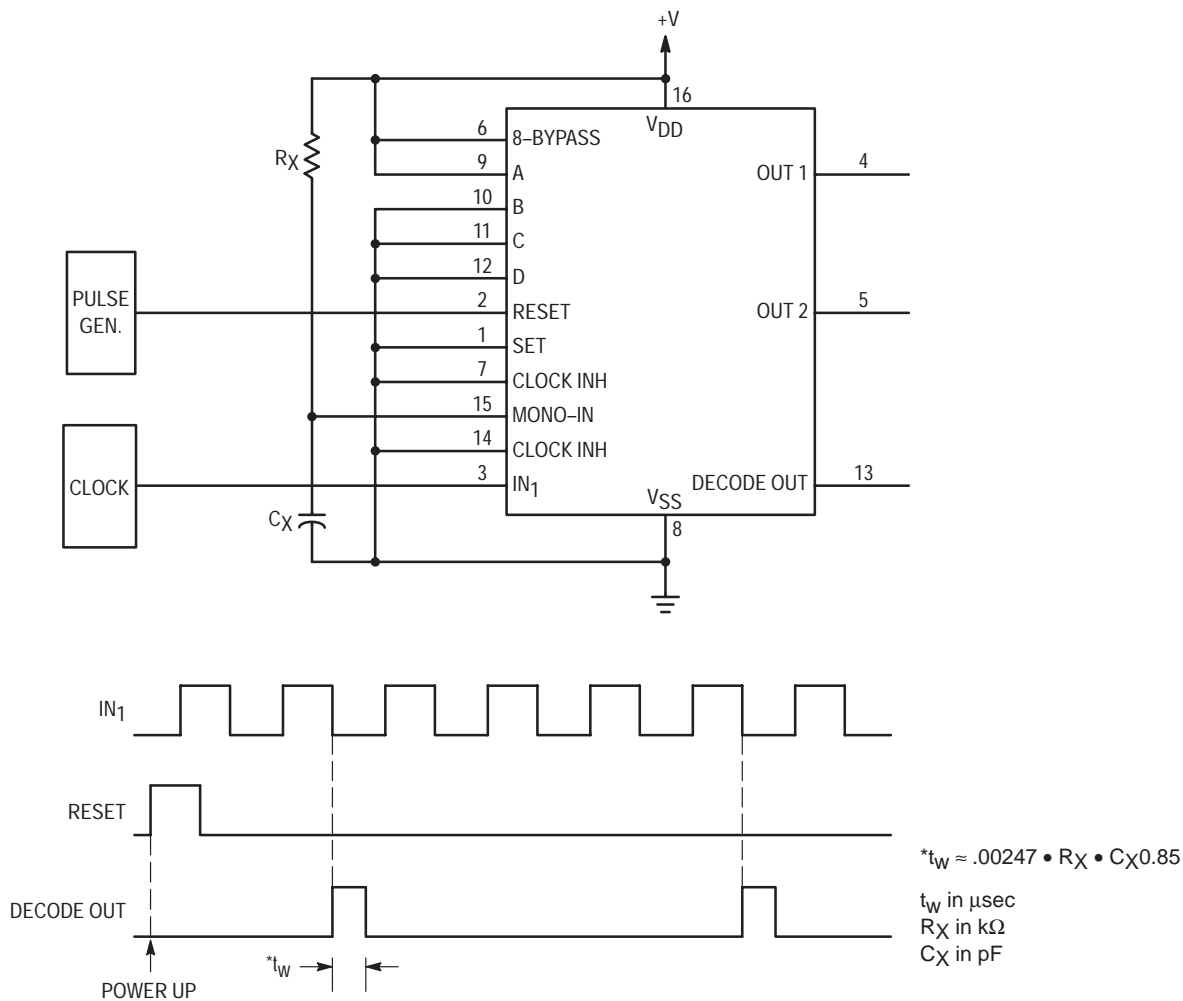 +V
16
VDD
6 8–BYPASS
RX
9 A
OUT 1 4
10 B
11 C
12 D
PULSE
GEN.
2 RESET
OUT 2 5
1 SET
7 CLOCK INH
15 MONO–IN
14 CLOCK INH
CLOCK
3 IN1
DECODE OUT 13
VSS
CX
8
IN1
RESET
*tw ≈ .00247 • RX • CX0.85
DECODE OUT
tw in µsec
RX in kΩ
CX in pF
*tw
POWER UP